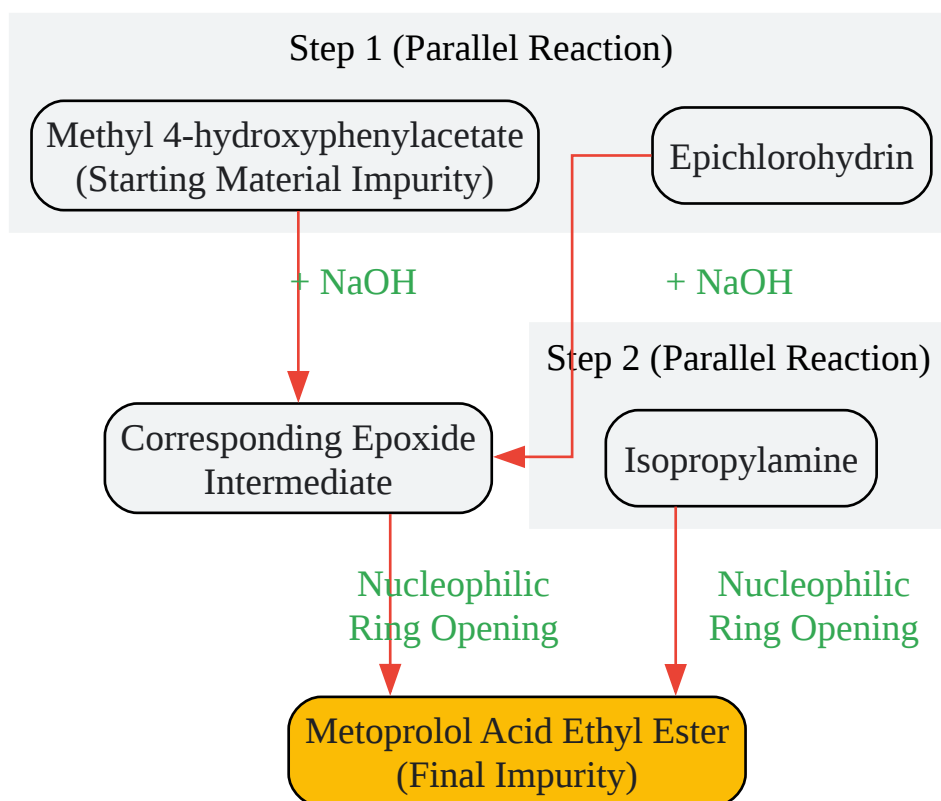 Step 1 (Parallel Reaction)
Methyl 4-hydroxyphenylacetate
(Starting Material Impurity)
Epichlorohydrin
+ NaOH
+ NaOH
Step 2 (Parallel Reaction)
Corresponding Epoxide
Intermediate
Isopropylamine
Nucleophilic
Ring Opening
Nucleophilic
Ring Opening
Metoprolol Acid Ethyl Ester
(Final Impurity)